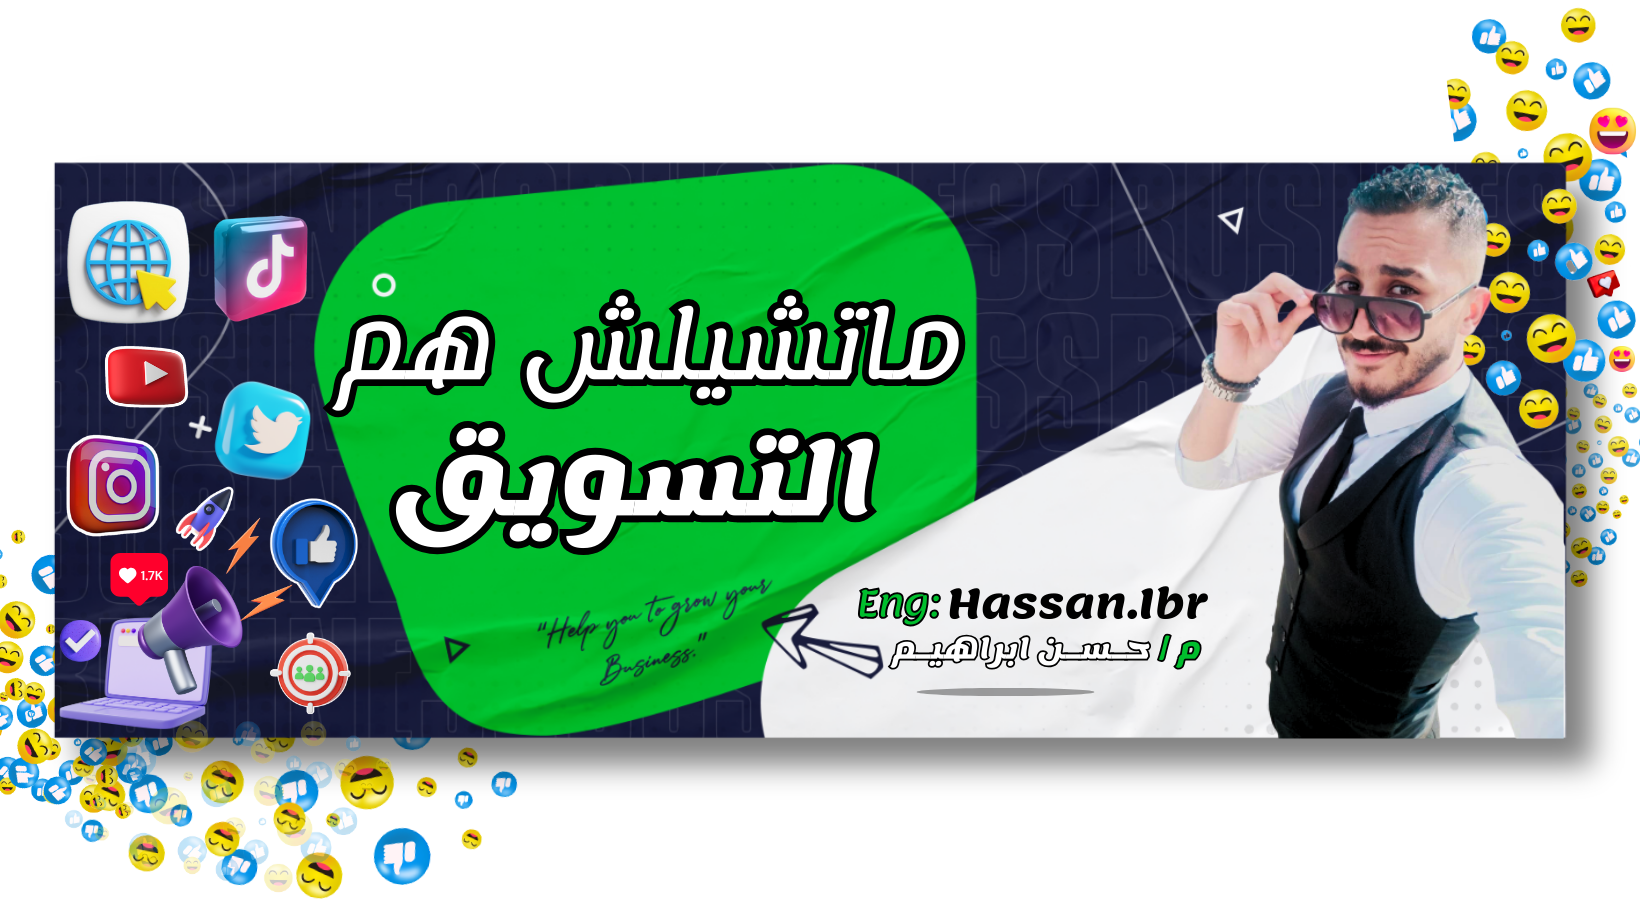 ماتشيلش هم
التسويق
"Help you to grow your
Business."
Eng: Hassan.Ibr
م / حسن ابراهيم
1.7K